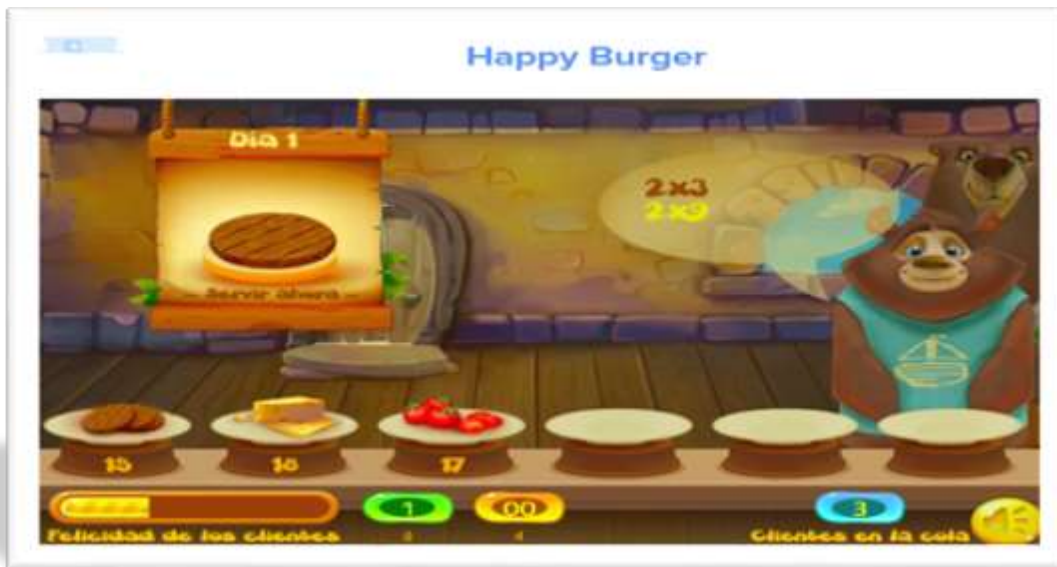 Happy Burger
Dia 1
2x3
2x9
Servir ahora
15
16
17
1
00
3
Felicidad de los clientes
Clientes en la cola